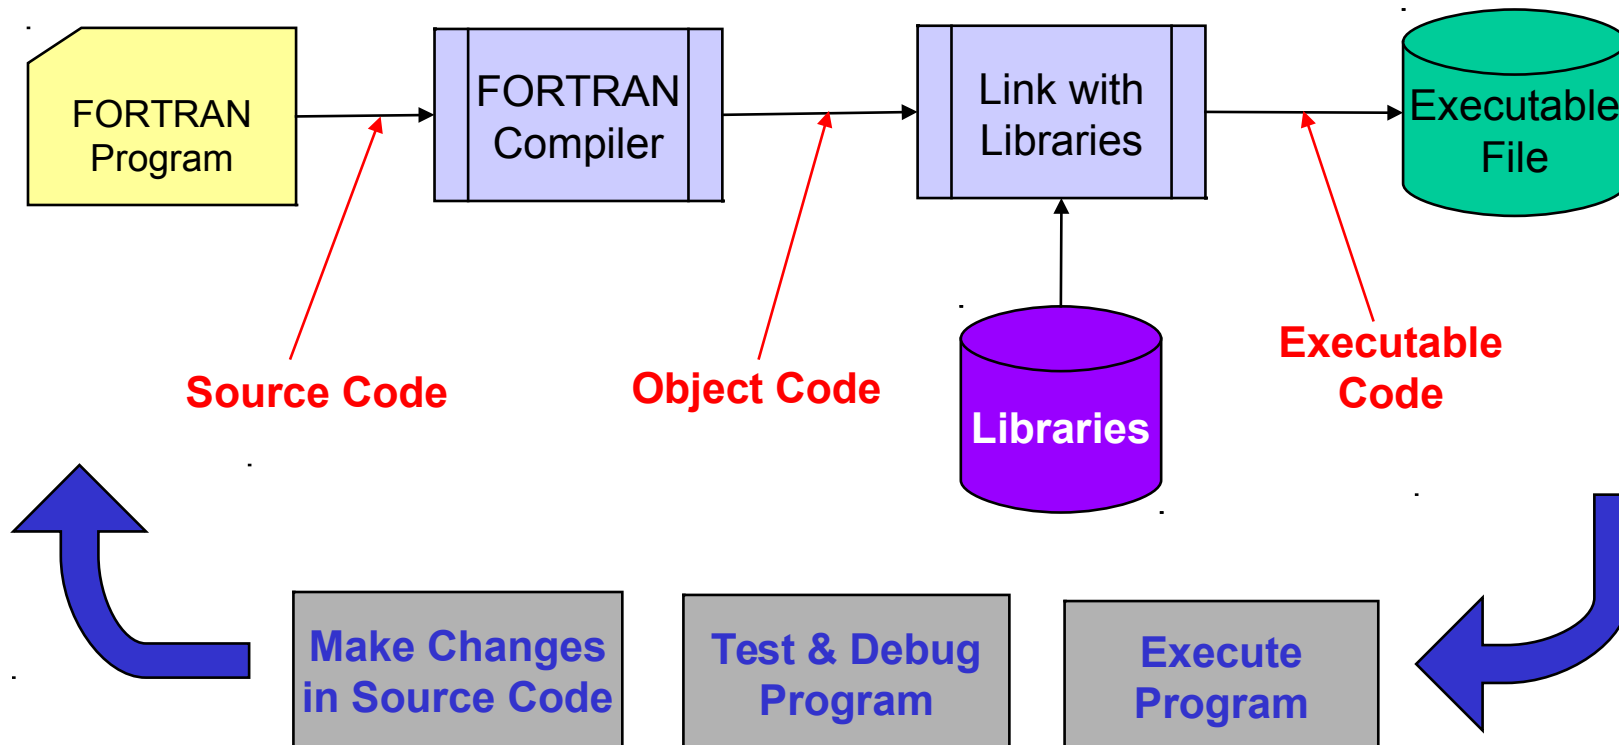 FORTRAN
Program
FORTRAN
Compiler
Link with
Libraries
Executable
File
Source Code
Object Code
Libraries
Executable
Code
Make Changes
in Source Code
Test & Debug
Program
Execute
Program